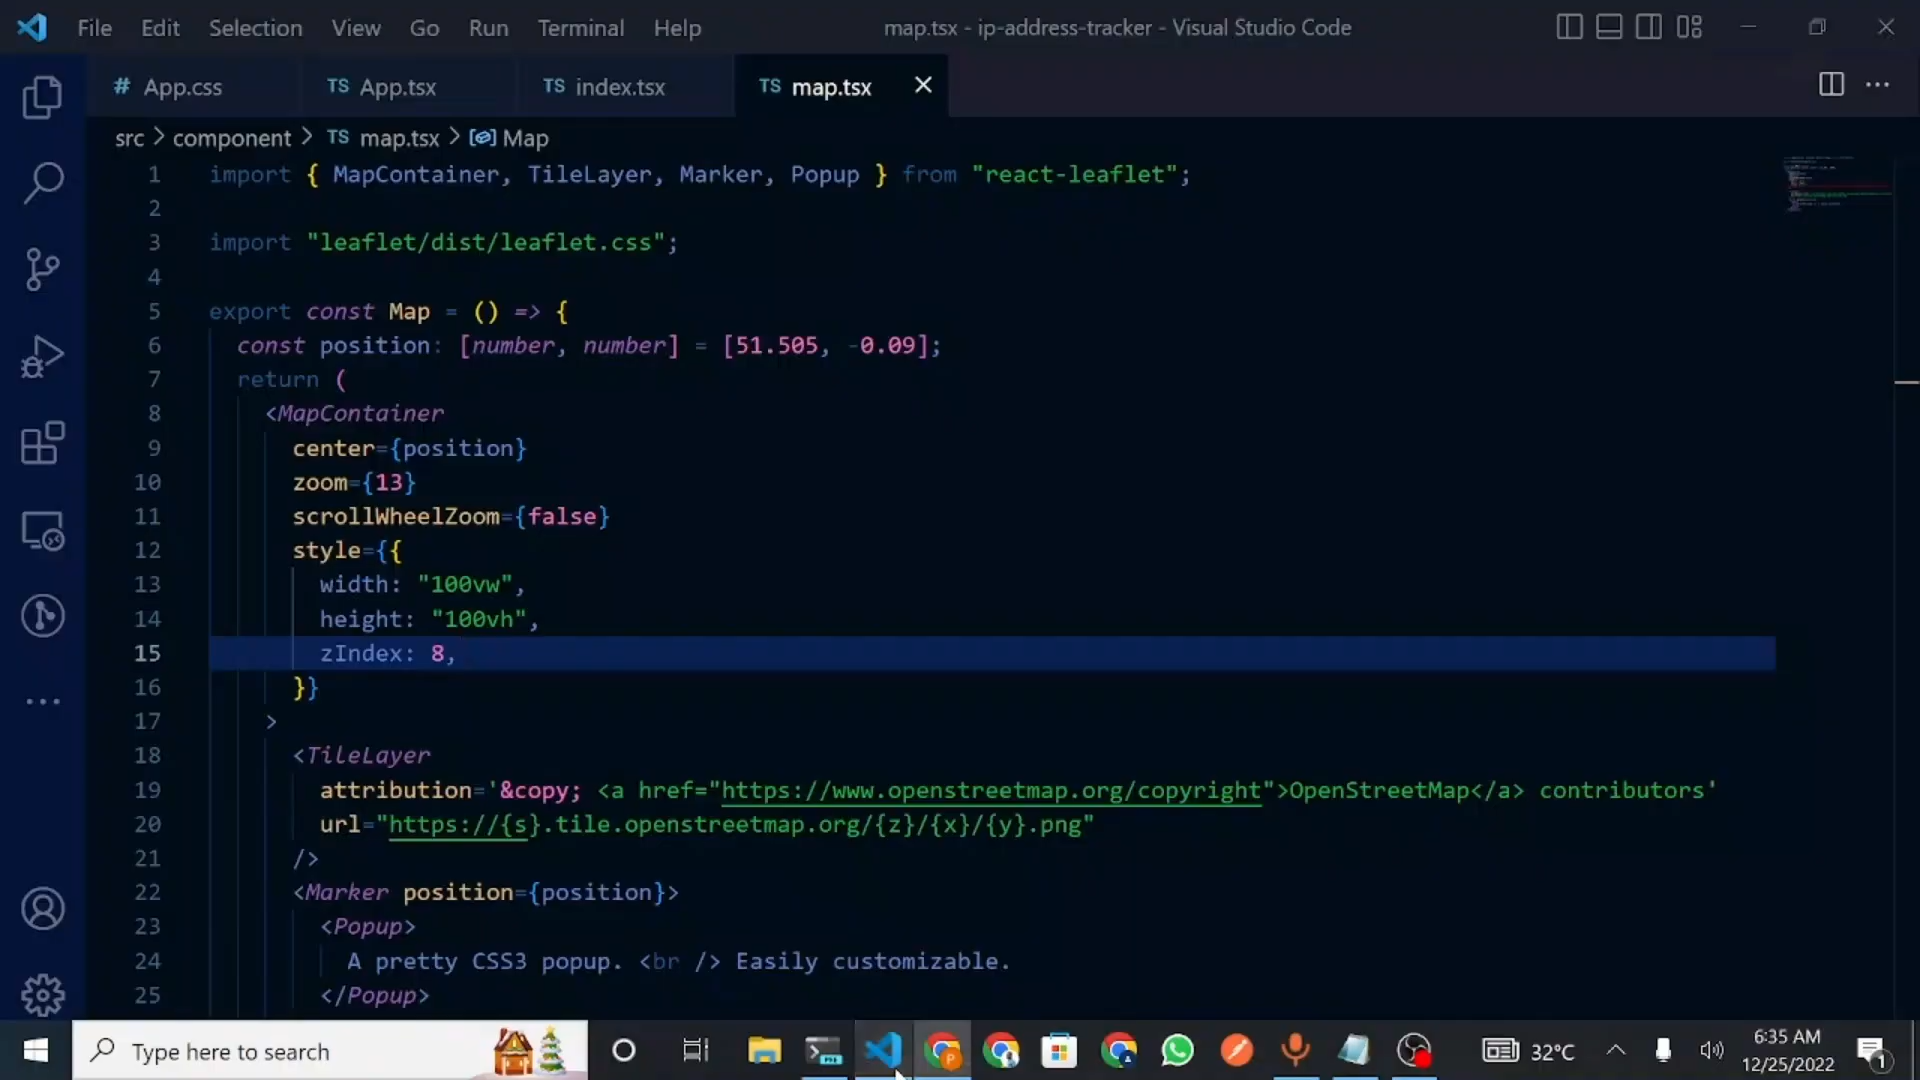 File Edit Selection View Go Run Terminal Help map.tsx - ip-address-tracker - Visual Studio Code
# App.css TS App.tsx TS index.tsx TS map.tsx
src > component > TS map.tsx > Map
1 import { MapContainer, TileLayer, Marker, Popup } from "react-leaflet";
2
3 import "leaflet/dist/leaflet.css";
4
5 export const Map = () => {
6 const position: [number, number] = [51.505, -0.09];
7 return (
8 <MapContainer
9 center={position}
10 zoom={13}
11 scrollWheelZoom={false}
12 style={{
13 width: "100vw",
14 height: "100vh",
15 zIndex: 8,
16 }}
17 >
18 <TileLayer
19 attribution='&copy; <a href="https://www.openstreetmap.org/copyright">OpenStreetMap</a> contributors'
20 url="https://{s}.tile.openstreetmap.org/{z}/{x}/{y}.png"
21 />
22 <Marker position={position}>
23 <Popup>
24 A pretty CSS3 popup. <br /> Easily customizable.
25 </Popup>
Type here to search
32°C
6:35 AM
12/25/2022
1